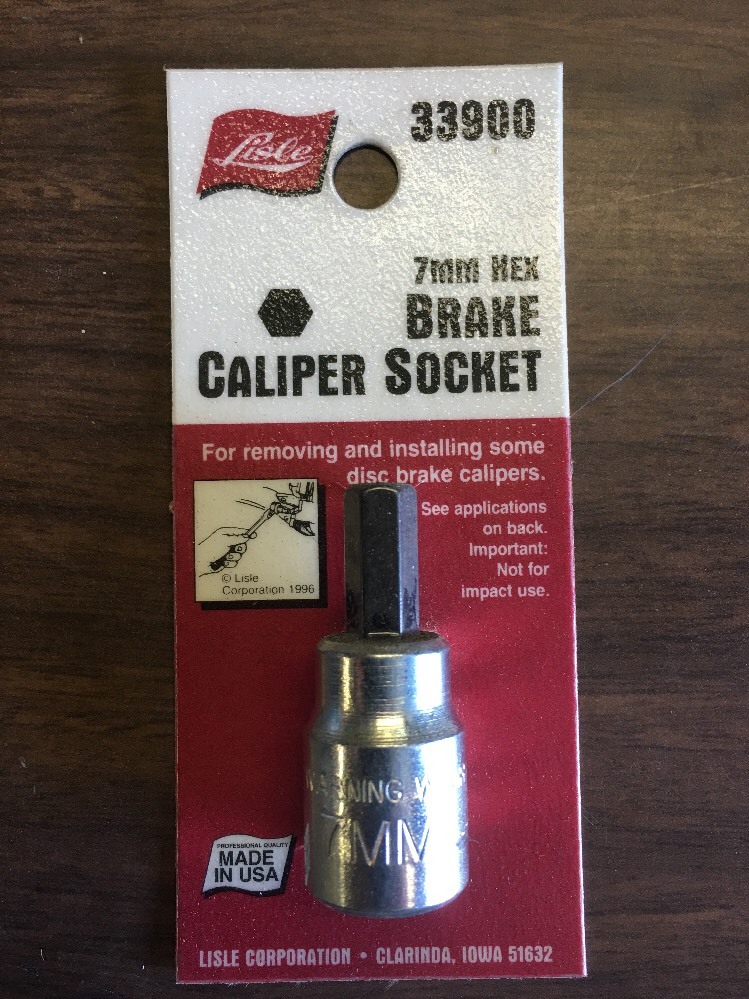 Lisle
33900
7MM HEX
BRAKE
CALIPER SOCKET
For removing and installing some
disc brake calipers.
See applications
on back.
Important:
Not for
impact use.
© Lisle
Corporation 1996
WARNING
7MM
PROFESSIONAL QUALITY
MADE
IN USA
LISLE CORPORATION • CLARINDA, IOWA 51632